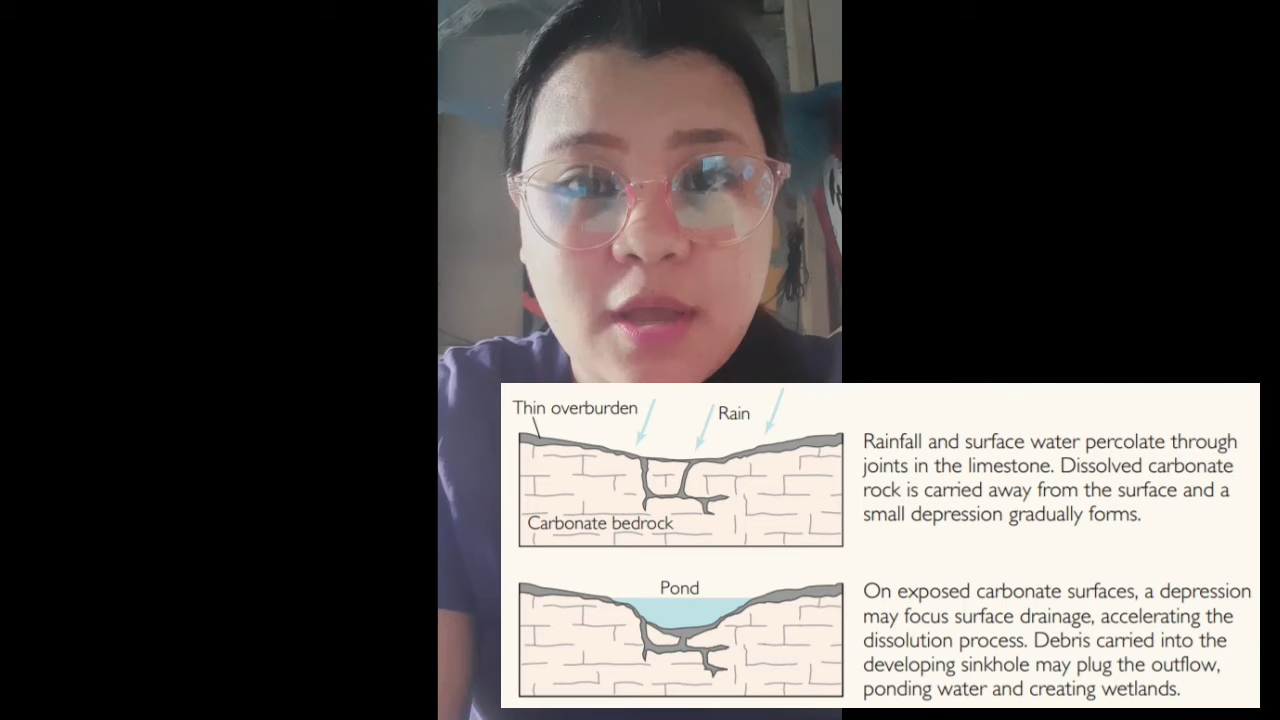 Thin overburden
Rain
Carbonate bedrock
Rainfall and surface water percolate through
joints in the limestone. Dissolved carbonate
rock is carried away from the surface and a
small depression gradually forms.
Pond
On exposed carbonate surfaces, a depression
may focus surface drainage, accelerating the
dissolution process. Debris carried into the
developing sinkhole may plug the outflow,
ponding water and creating wetlands.